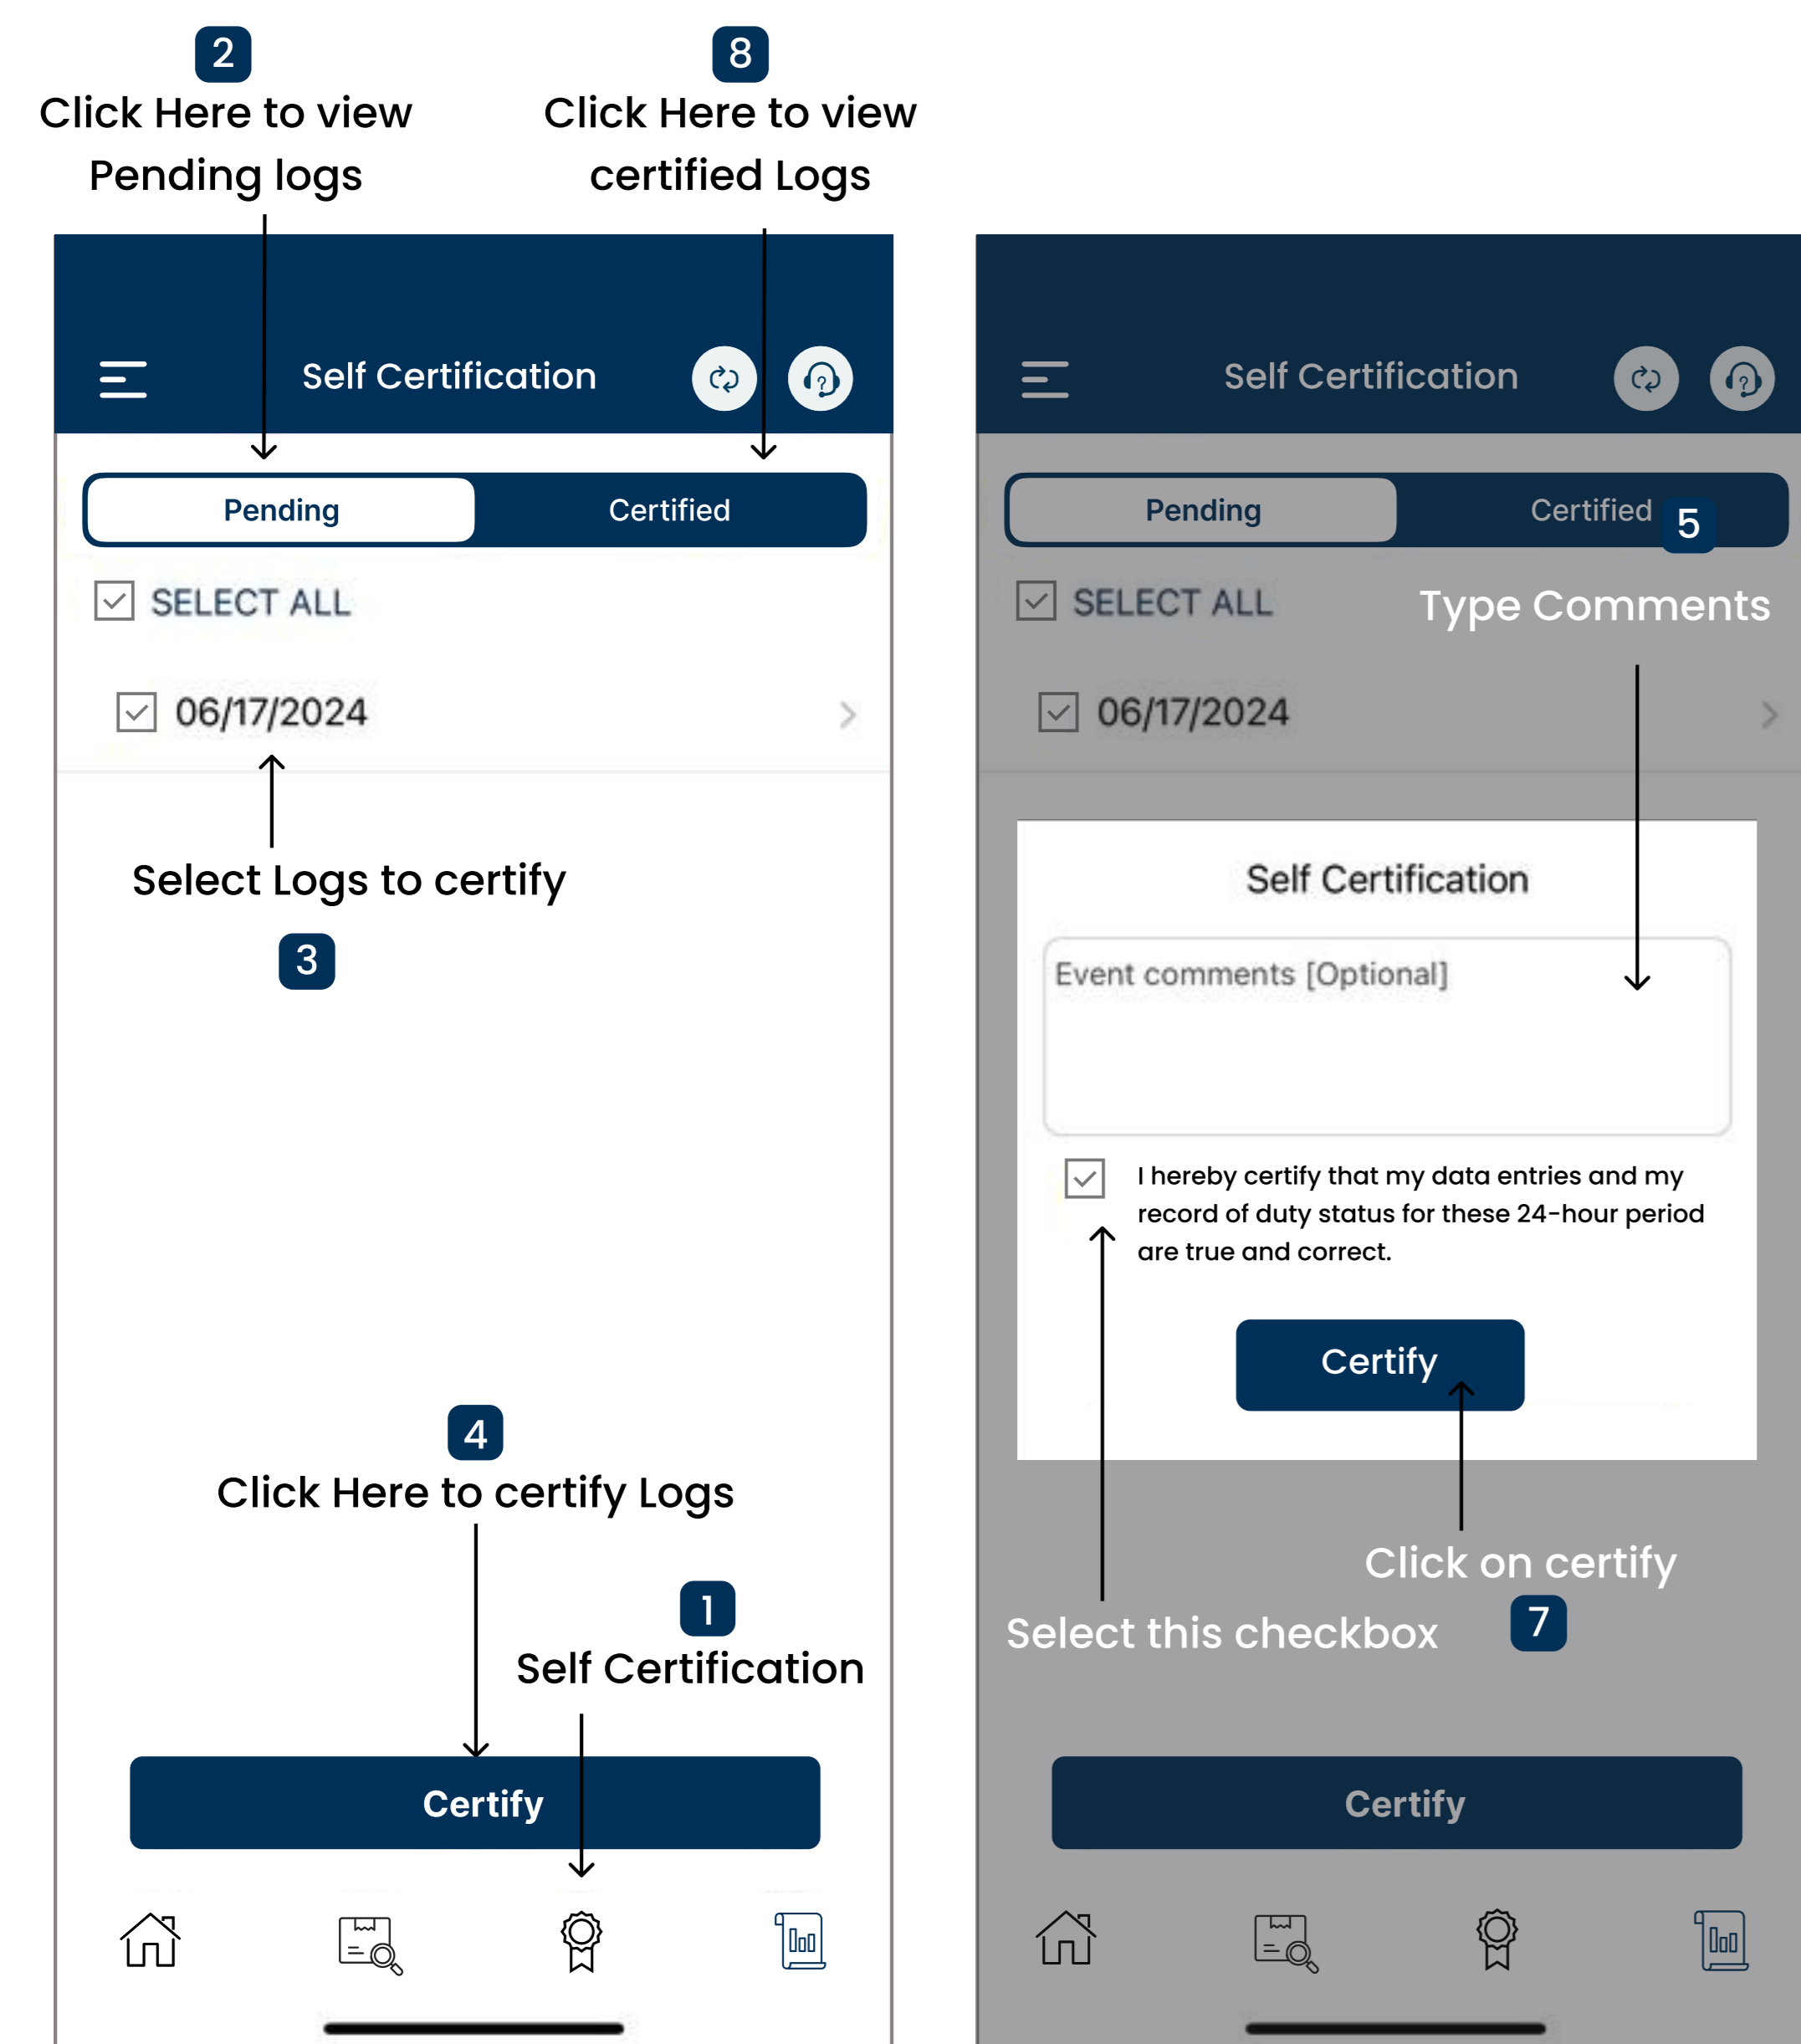 2
Click Here to view
Pending logs
8
Click Here to view
certified Logs
Self Certification
?
Pending
Certified
SELECT ALL
06/17/2024
Select Logs to certify
3
4
Click Here to certify Logs
1
Self Certification
Certify
Self Certification
?
Pending
Certified
5
SELECT ALL
Type Comments
06/17/2024
Self Certification
Event comments [Optional]
I hereby certify that my data entries and my
record of duty status for these 24-hour period
are true and correct.
Certify
Click on certify
7
Select this checkbox
Certify